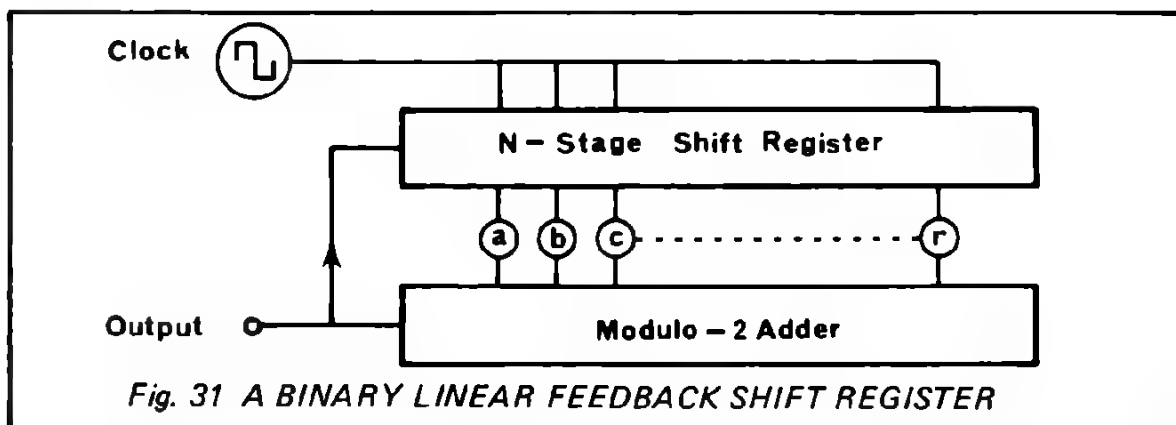 Clock
N - Stage Shift Register
a b c r
Output
Modulo - 2 Adder
Fig. 31 A BINARY LINEAR FEEDBACK SHIFT REGISTER